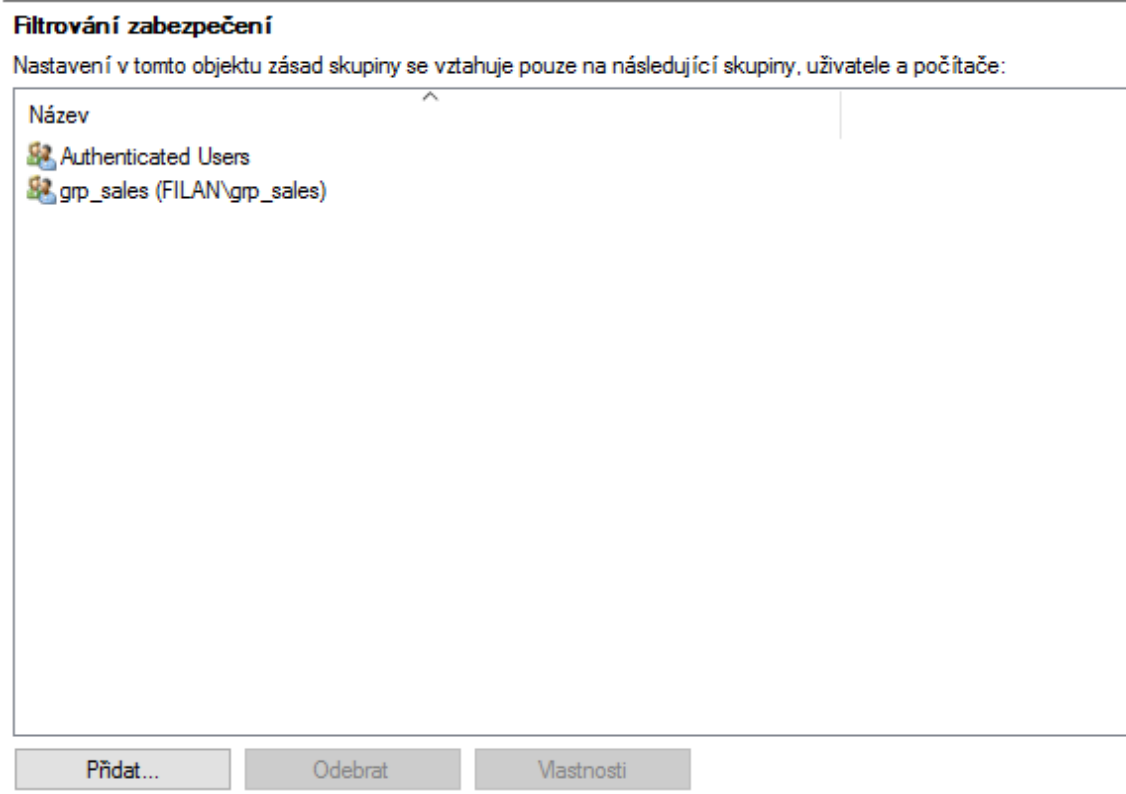 Filtrování zabezpečení
Nastavení v tomto objektu zásad skupiny se vztahuje pouze na následující skupiny, uživatele a počítače:
Název
Authenticated Users
grp_sales (FILAN\grp_sales)
Přidat... Odebrat Vlastnosti